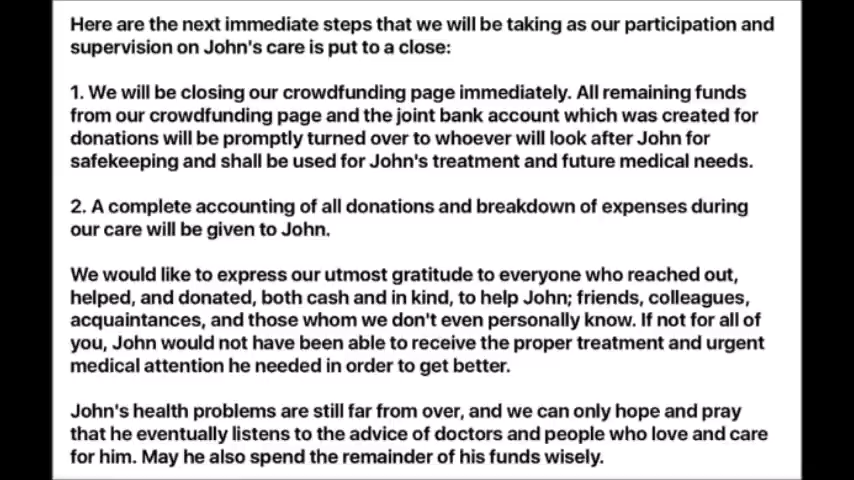 Here are the next immediate steps that we will be taking as our participation and
supervision on John's care is put to a close:
1. We will be closing our crowdfunding page immediately. All remaining funds
from our crowdfunding page and the joint bank account which was created for
donations will be promptly turned over to whoever will look after John for
safekeeping and shall be used for John's treatment and future medical needs.
2. A complete accounting of all donations and breakdown of expenses during
our care will be given to John.
We would like to express our utmost gratitude to everyone who reached out,
helped, and donated, both cash and in kind, to help John; friends, colleagues,
acquaintances, and those whom we don't even personally know. If not for all of
you, John would not have been able to receive the proper treatment and urgent
medical attention he needed in order to get better.
John's health problems are still far from over, and we can only hope and pray
that he eventually listens to the advice of doctors and people who love and care
for him. May he also spend the remainder of his funds wisely.